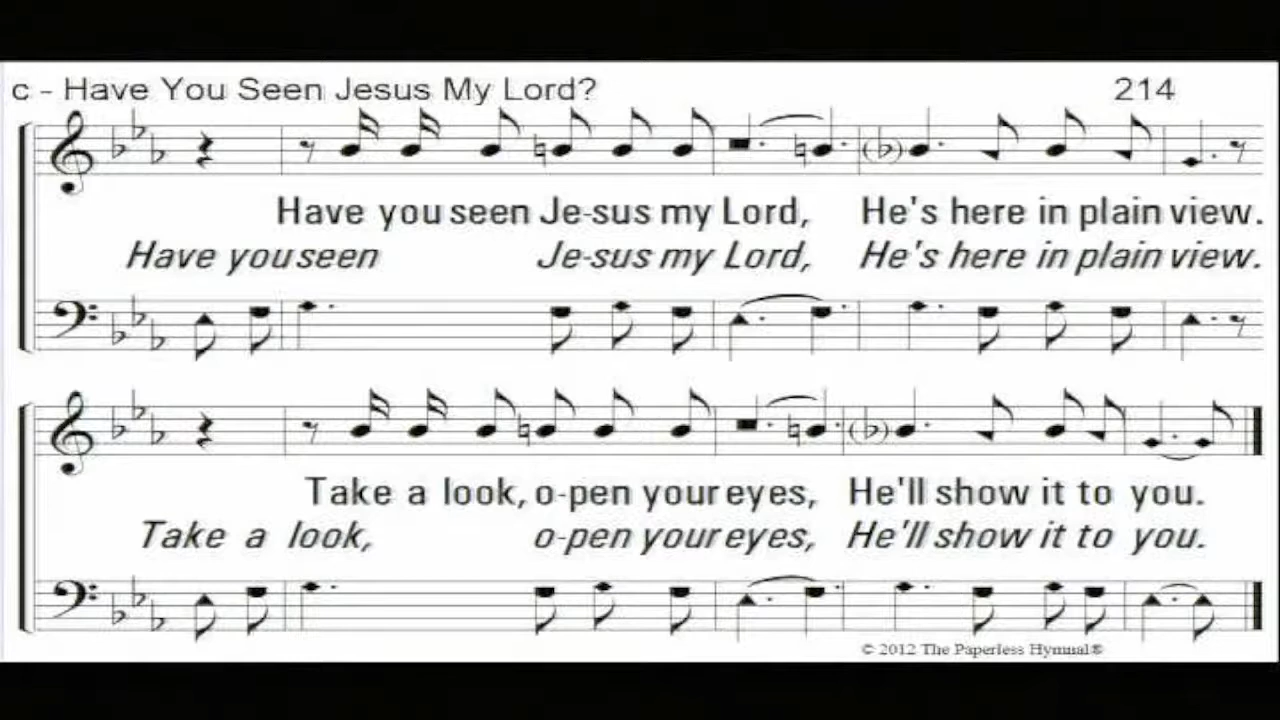 c - Have You Seen Jesus My Lord?
214
Have you seen Je-sus my Lord, He's here in plain view.
Have you seen Je-sus my Lord, He's here in plain view.
Take a look, o-pen your eyes, He'll show it to you.
Take a look, o-pen your eyes, He'll show it to you.
© 2012 The Paperless Hymnal®